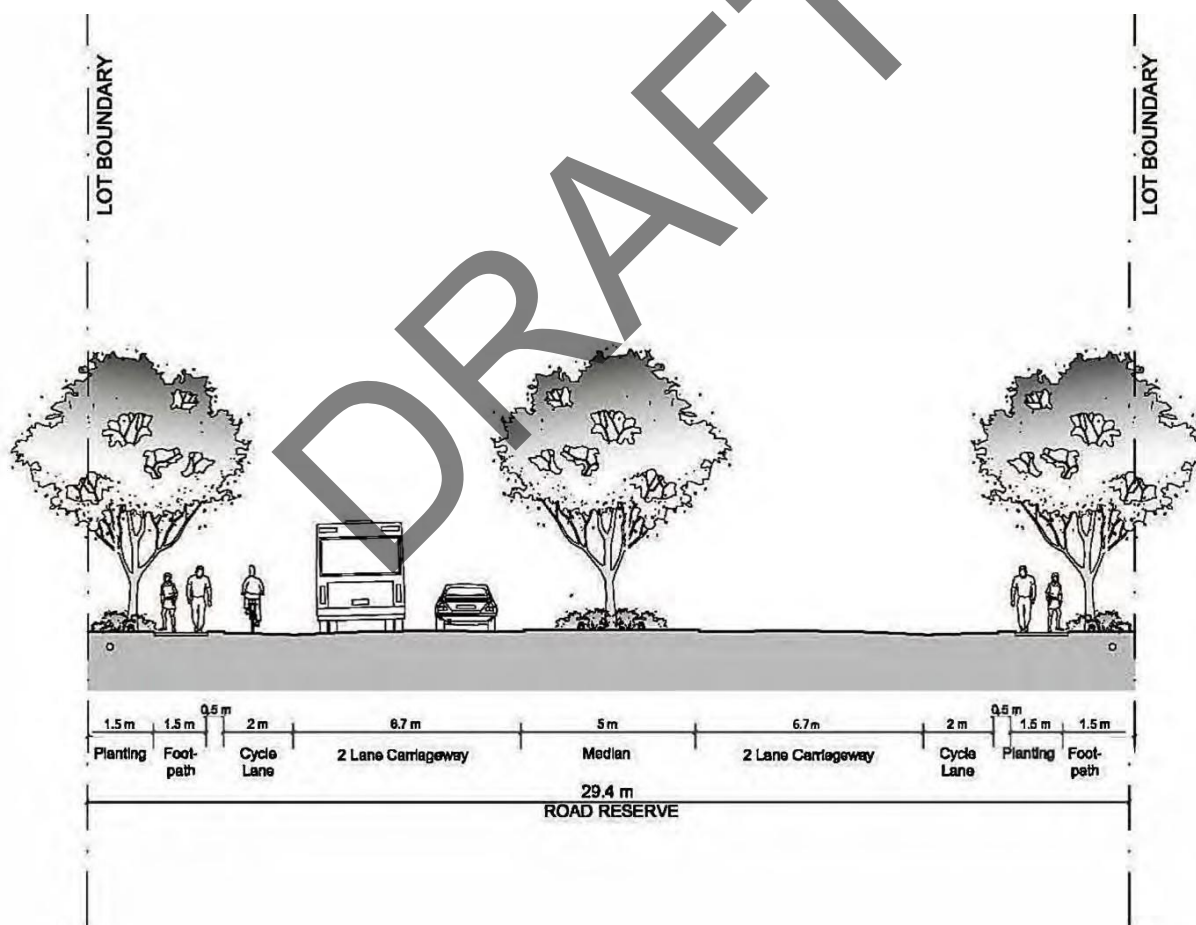 DRAFT
LOT BOUNDARY
LOT BOUNDARY
0.5 m
0.5 m
1.5 m 1.5 m 2 m 6.7 m 5 m 6.7 m 2 m 1.5 m 1.5 m
Planting Foot- Cycle 2 Lane Carriageway Median 2 Lane Carriageway Cycle Planting Foot-
path Lane Lane path
29.4 m
ROAD RESERVE